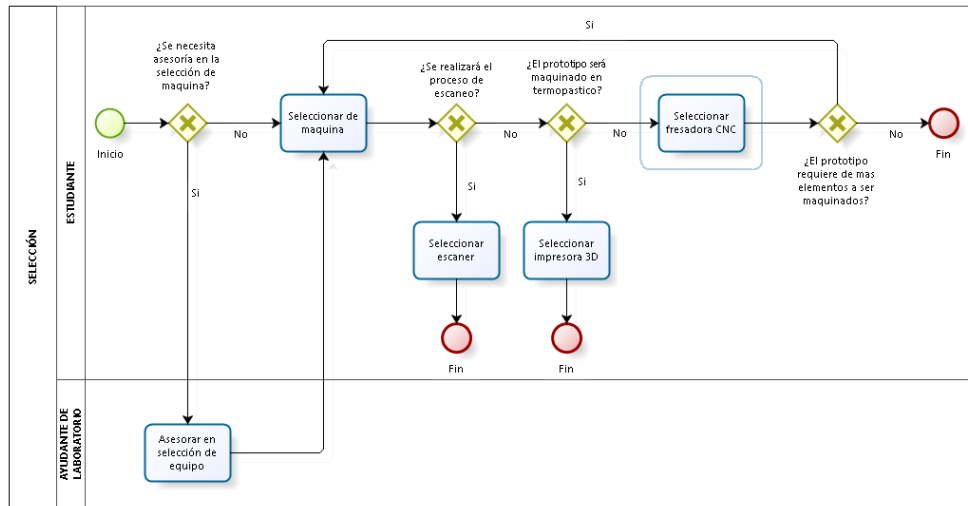 SELECCIÓN
ESTUDIANTE
¿Se necesita
asesoría en la
selección de
maquina?
Inicio
No
Si
Seleccionar de
maquina
Si
¿Se realizará el
proceso de
escaneo?
No
Si
Seleccionar
escaner
Fin
¿El prototipo será
maquinado en
termopastico?
No
Si
Seleccionar
impresora 3D
Fin
Seleccionar
fresadora CNC
¿El prototipo
requiere de mas
elementos a ser
maquinados?
No
Fin
AYUDANTE DE
LABORATORIO
Asesorar en
selección de
equipo